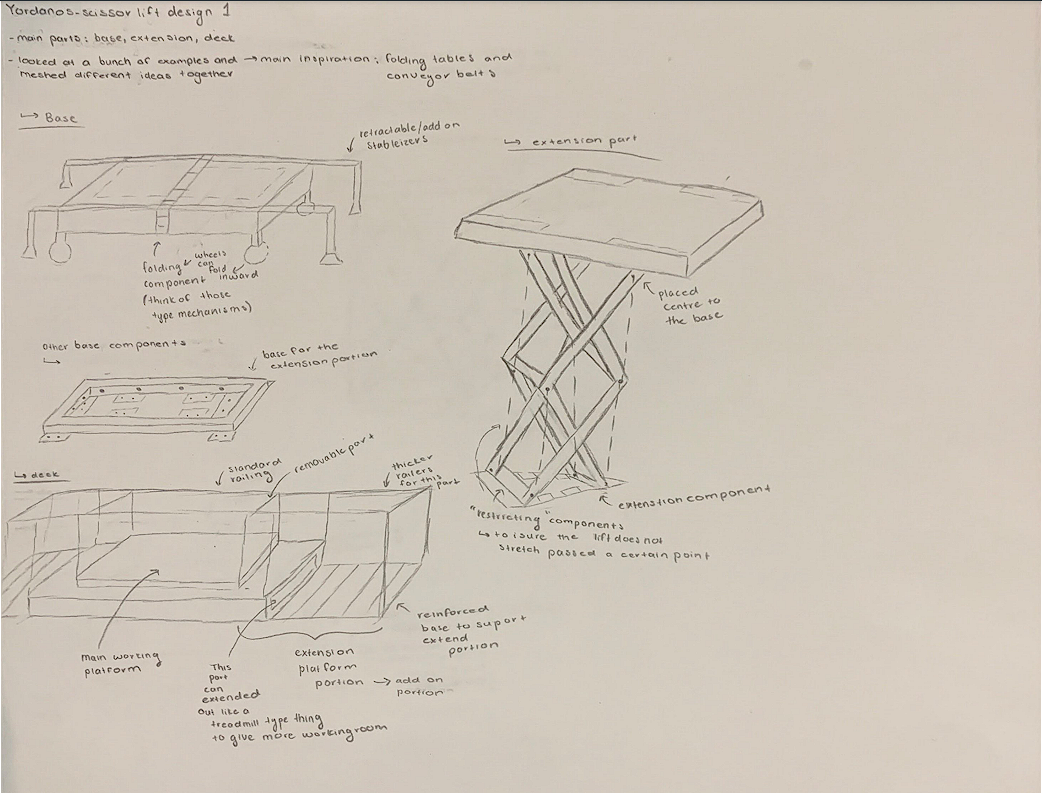 Yordanos-scissor lift design 1
- main parts: base, extension, deck
- looked at a bunch of examples and → main inspiration: folding tables and
meshed different ideas together
conveyor belts
↪ Base
retractable/add on
stableizers
folding
component
(think of those
type mechanisms)
wheels
can
fold
inward
↪ extension part
placed
centre to
the base
other base components
↪
base for the
extension portion
↪ deck
standard
railing
removable part
thicker
railers
for this
part
"restricting" components
↪ to isure the lift does not
stretch passed a certain point
extenstion component
main working
platform
This
part
can
extended
out like a
treadmill type thing
to give more workingroom
extension
platform
portion → add on
portion
reinforced
base to suport
extend
portion